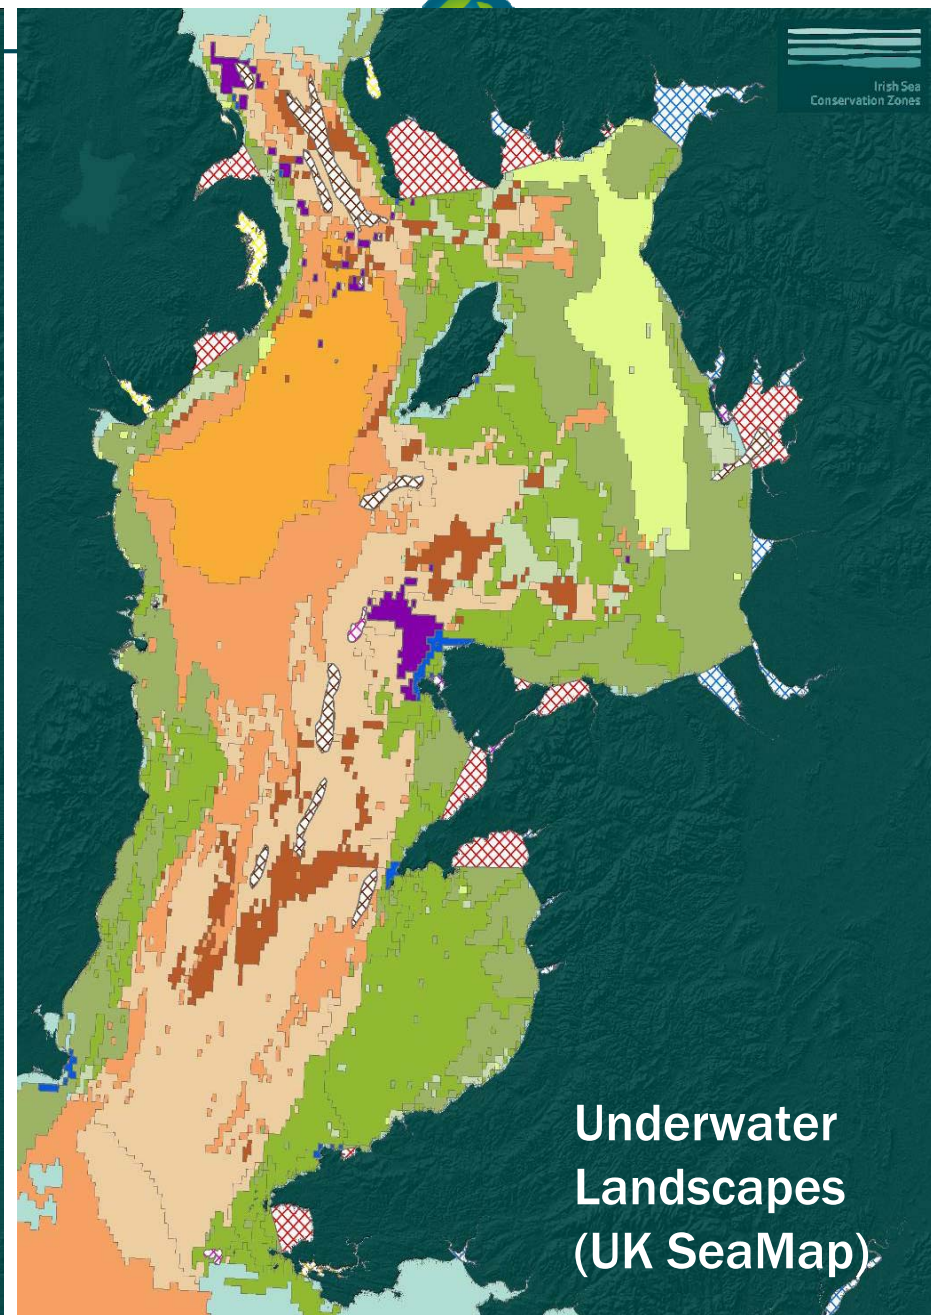 Irish Sea
Conservation Zones
Underwater
Landscapes
(UK SeaMap)